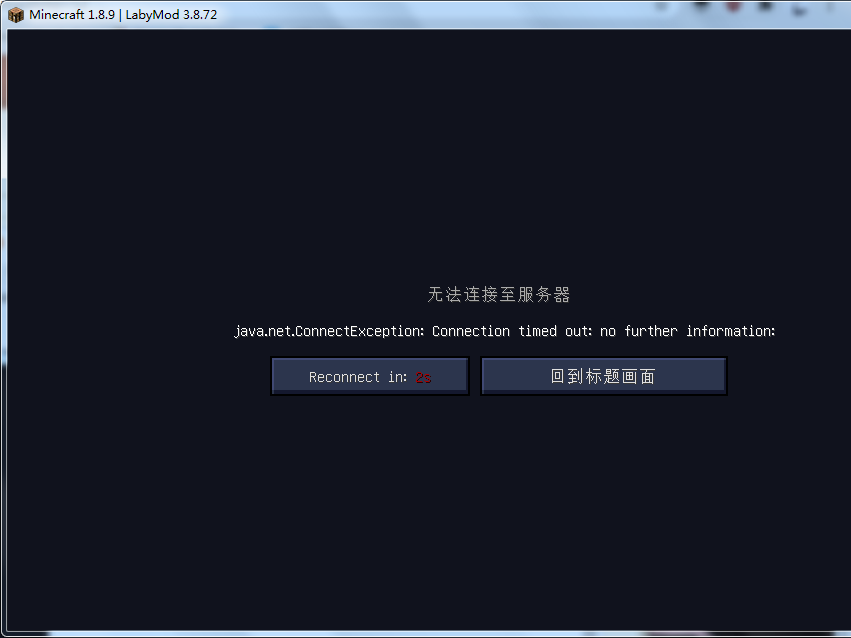 Minecraft 1.8.9 | LabyMod 3.8.72
无法连接至服务器
java.net.ConnectException: Connection timed out: no further information:
Reconnect in: 2s
回到标题画面